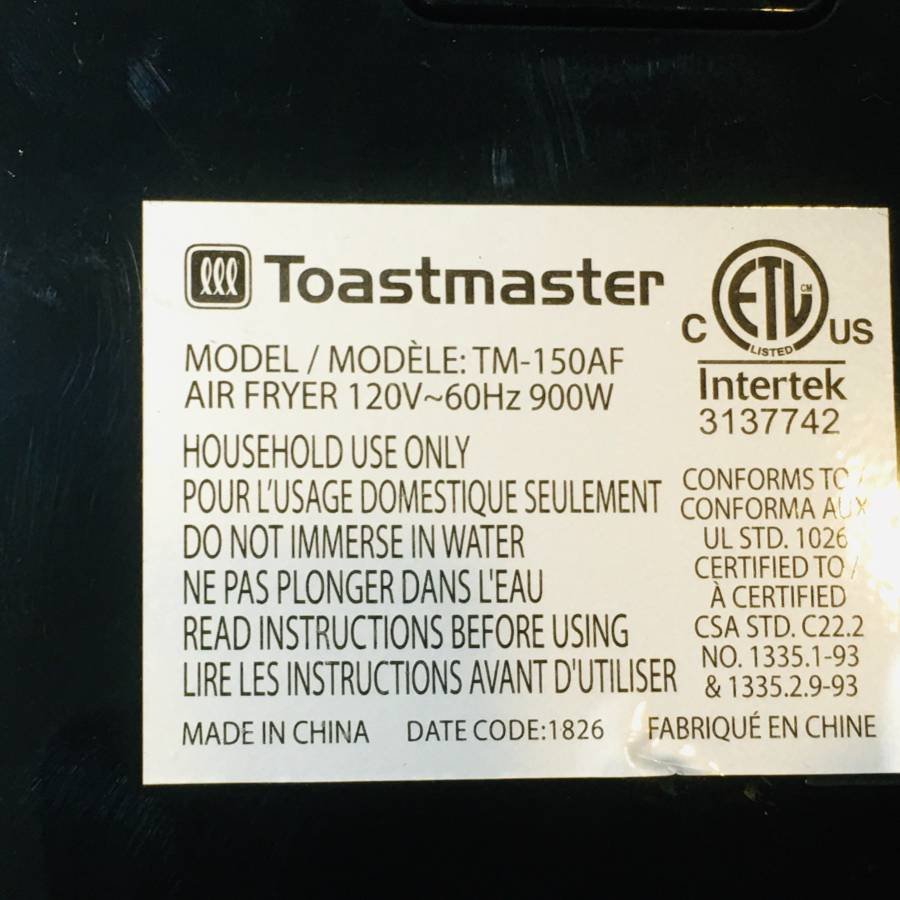 Toastmaster
MODEL / MODÈLE: TM-150AF
AIR FRYER 120V~60Hz 900W
HOUSEHOLD USE ONLY
POUR L'USAGE DOMESTIQUE SEULEMENT
DO NOT IMMERSE IN WATER
NE PAS PLONGER DANS L'EAU
READ INSTRUCTIONS BEFORE USING
LIRE LES INSTRUCTIONS AVANT D'UTILISER
MADE IN CHINA DATE CODE:1826 FABRIQUÉ EN CHINE
C ETL CM US
LISTED
Intertek
3137742
CONFORMS TO /
CONFORMA AUX
UL STD. 1026
CERTIFIED TO /
À CERTIFIED
CSA STD. C22.2
NO. 1335.1-93
& 1335.2.9-93